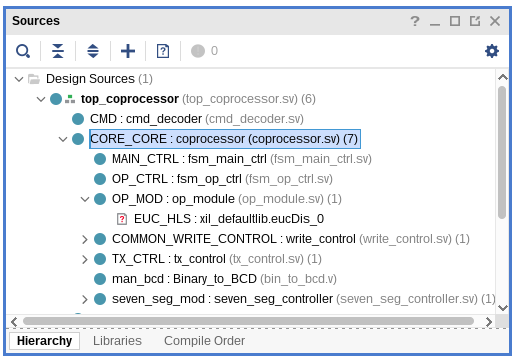 Sources
? _
0
Design Sources (1)
top_coprocessor (top_coprocessor.sv) (6)
CMD : cmd_decoder (cmd_decoder.sv)
CORE_CORE : coprocessor (coprocessor.sv) (7)
MAIN_CTRL : fsm_main_ctrl (fsm_main_ctrl.sv)
OP_CTRL : fsm_op_ctrl (fsm_op_ctrl.sv)
OP_MOD : op_module (op_module.sv) (1)
EUC_HLS : xil_defaultlib.eucDis_0
COMMON_WRITE_CONTROL : write_control (write_control.sv) (1)
TX_CTRL : tx_control (tx_control.sv) (1)
man_bcd : Binary_to_BCD (bin_to_bcd.v)
seven_seg_mod : seven_seg_controller (seven_seg_controller.sv) (1)
Hierarchy Libraries Compile Order